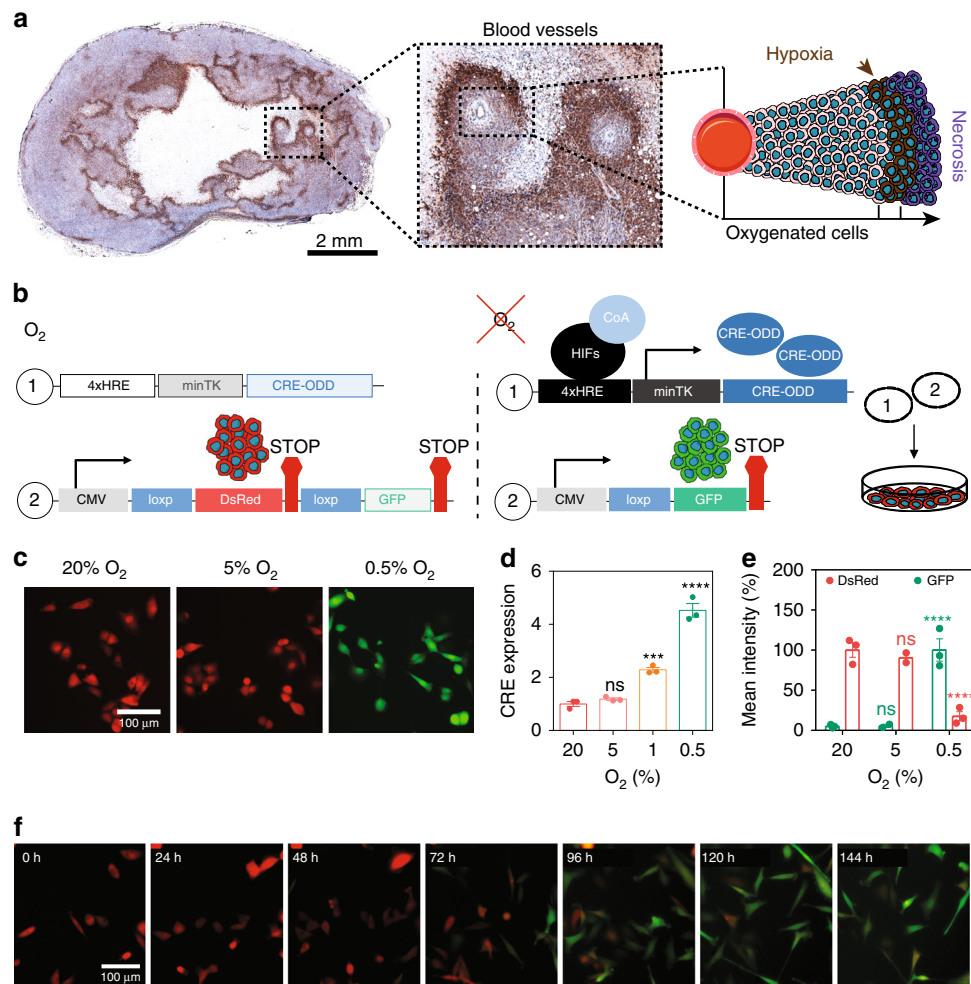 a
Blood vessels
Hypoxia
Necrosis
2 mm
Oxygenated cells
b
O2
1
4xHRE
minTK
CRE-ODD
STOP
STOP
2
CMV
loxp
DsRed
loxp
GFP
O2
CoA
HIFs
CRE-ODD
CRE-ODD
1
4xHRE
minTK
CRE-ODD
STOP
2
CMV
loxp
GFP
1
2
c
20% O2
5% O2
0.5% O2
100 μm
d
CRE expression
6
4
2
0
ns
***
****
20
5
1
0.5
O2 (%)
e
Mean intensity (%)
200
150
100
50
0
DsRed
GFP
ns
ns
****
****
20
5
0.5
O2 (%)
f
0 h
24 h
48 h
72 h
96 h
120 h
144 h
100 μm